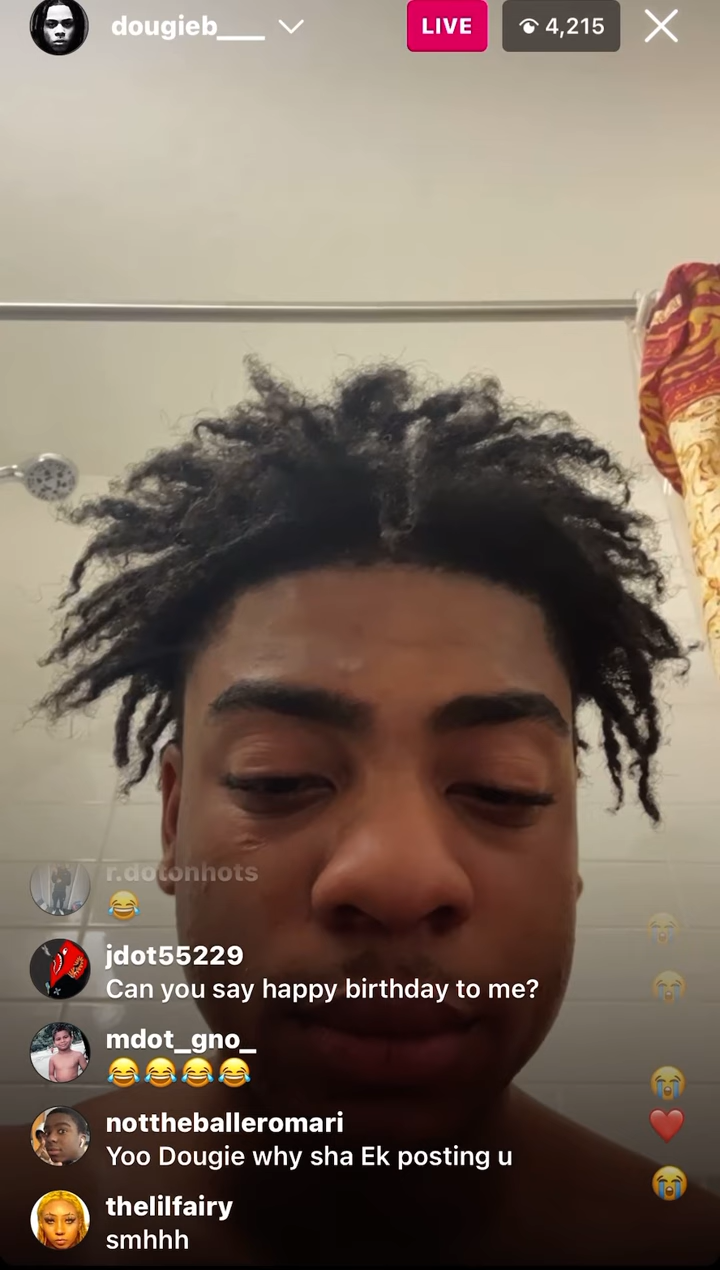 dougieb___
LIVE
4,215
r.dotonhots
😂
jdot55229
Can you say happy birthday to me?
mdot_gno_
😂😂😂😂
nottheballeromari
Yoo Dougie why sha Ek posting u
thelilfairy
smhhh